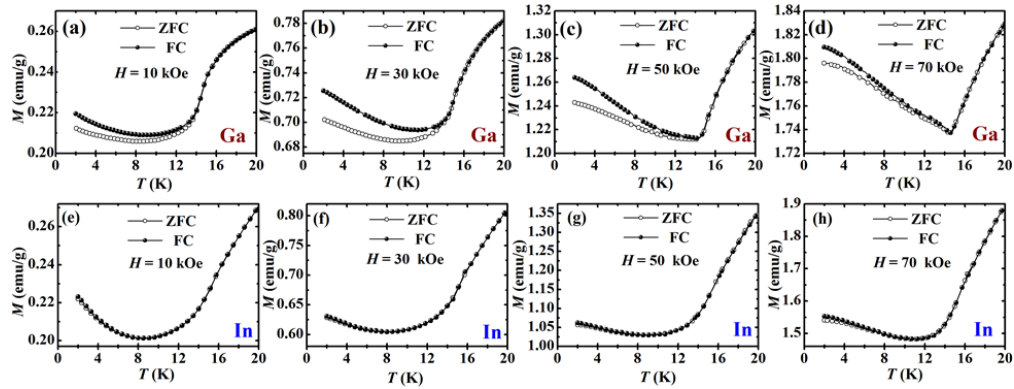 (a) ZFC
FC
H = 10 kOe
Ga
M (emu/g)
0.26
0.24
0.22
0.20
0 4 8 12 16 20
T (K)
(b) ZFC
FC
H = 30 kOe
Ga
M (emu/g)
0.78
0.76
0.74
0.72
0.70
0.68
0 4 8 12 16 20
T (K)
(c) ZFC
FC
H = 50 kOe
Ga
M (emu/g)
1.32
1.30
1.28
1.26
1.24
1.22
1.20
0 4 8 12 16 20
T (K)
(d) ZFC
FC
H = 70 kOe
Ga
M (emu/g)
1.84
1.82
1.80
1.78
1.76
1.74
1.72
0 4 8 12 16 20
T (K)
(e) ZFC
FC
H = 10 kOe
In
M (emu/g)
0.26
0.24
0.22
0.20
0 4 8 12 16 20
T (K)
(f) ZFC
FC
H = 30 kOe
In
M (emu/g)
0.80
0.75
0.70
0.65
0.60
0 4 8 12 16 20
T (K)
(g) ZFC
FC
H = 50 kOe
In
M (emu/g)
1.35
1.30
1.25
1.20
1.15
1.10
1.05
1.00
0 4 8 12 16 20
T (K)
(h) ZFC
FC
H = 70 kOe
In
M (emu/g)
1.9
1.8
1.7
1.6
1.5
0 4 8 12 16 20
T (K)